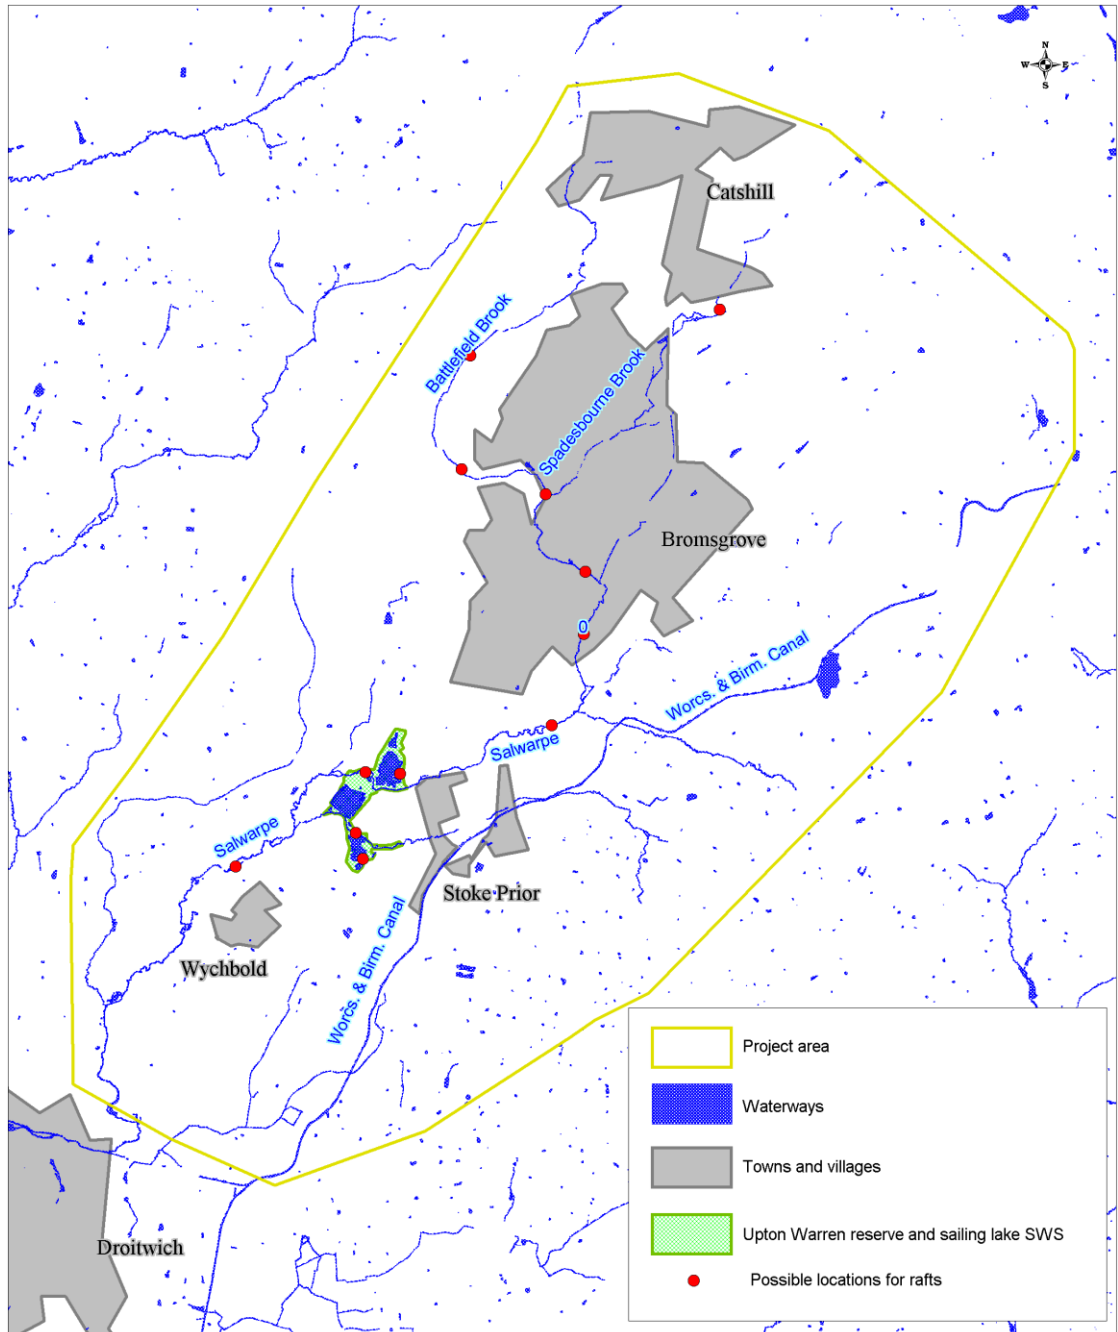 N
W E
S
Catshill
Battlefield Brook
Spadesbourne Brook
Bromsgrove
0
Worcs. & Birm. Canal
Salwarpe
Salwarpe
Stoke Prior
Wychbold
Worcs. & Birm. Canal
Droitwich
Project area
Waterways
Towns and villages
Upton Warren reserve and sailing lake SWS
Possible locations for rafts